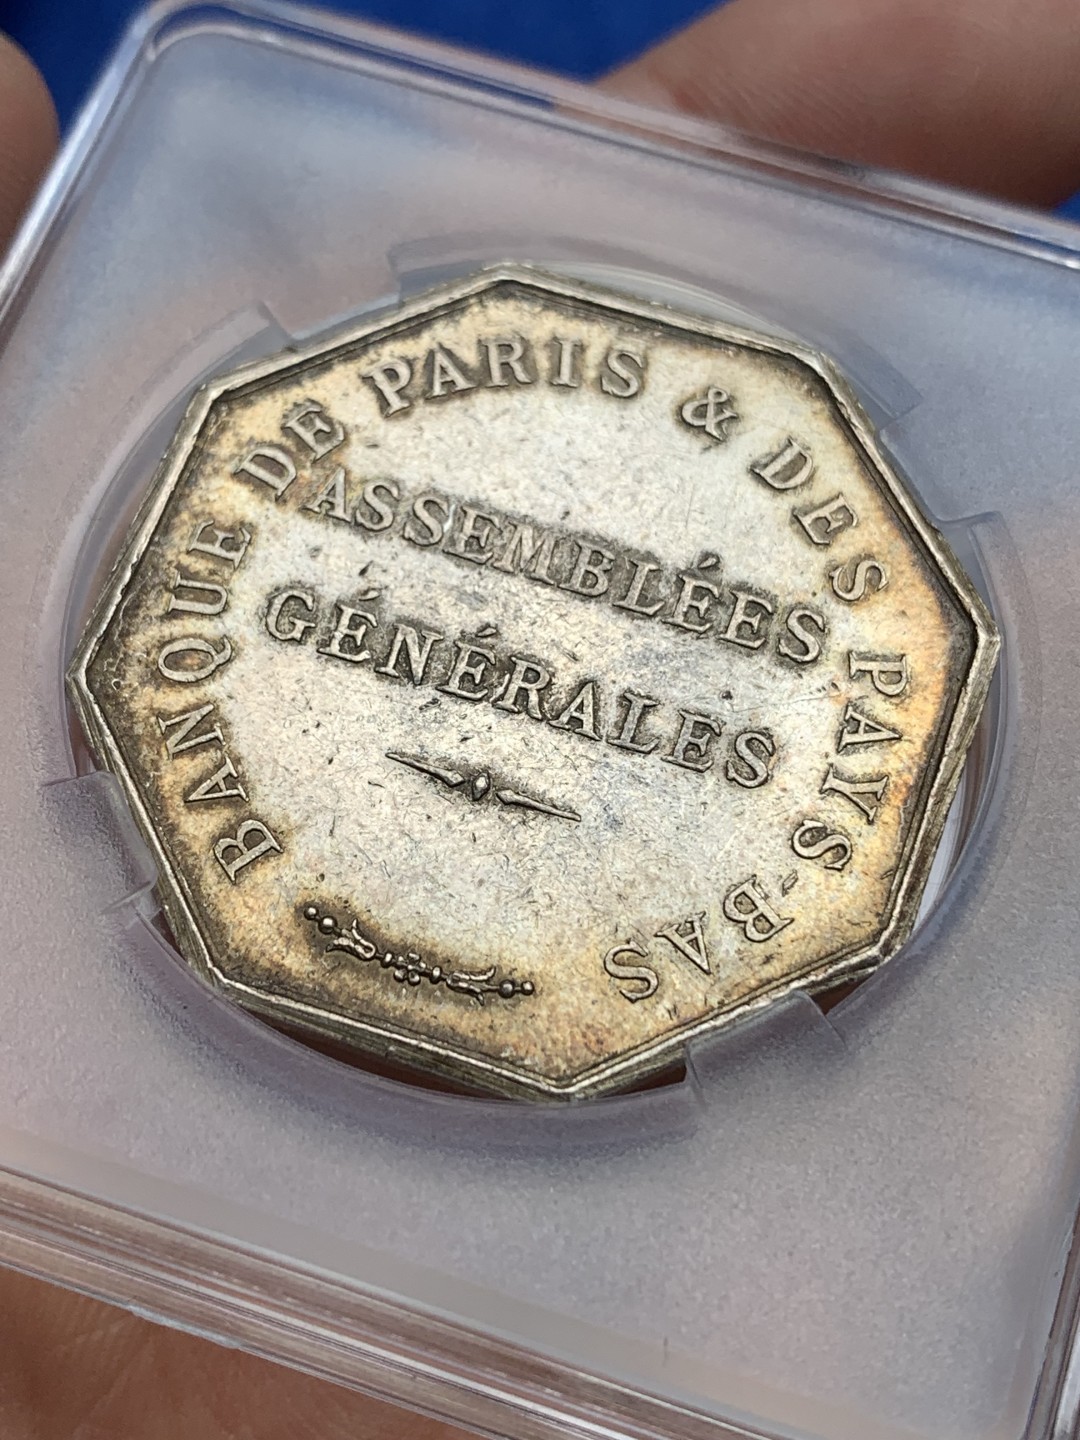 BANQUE DE PARIS & DES PAYS-BAS
ASSEMBLÉES
GÉNÉRALES